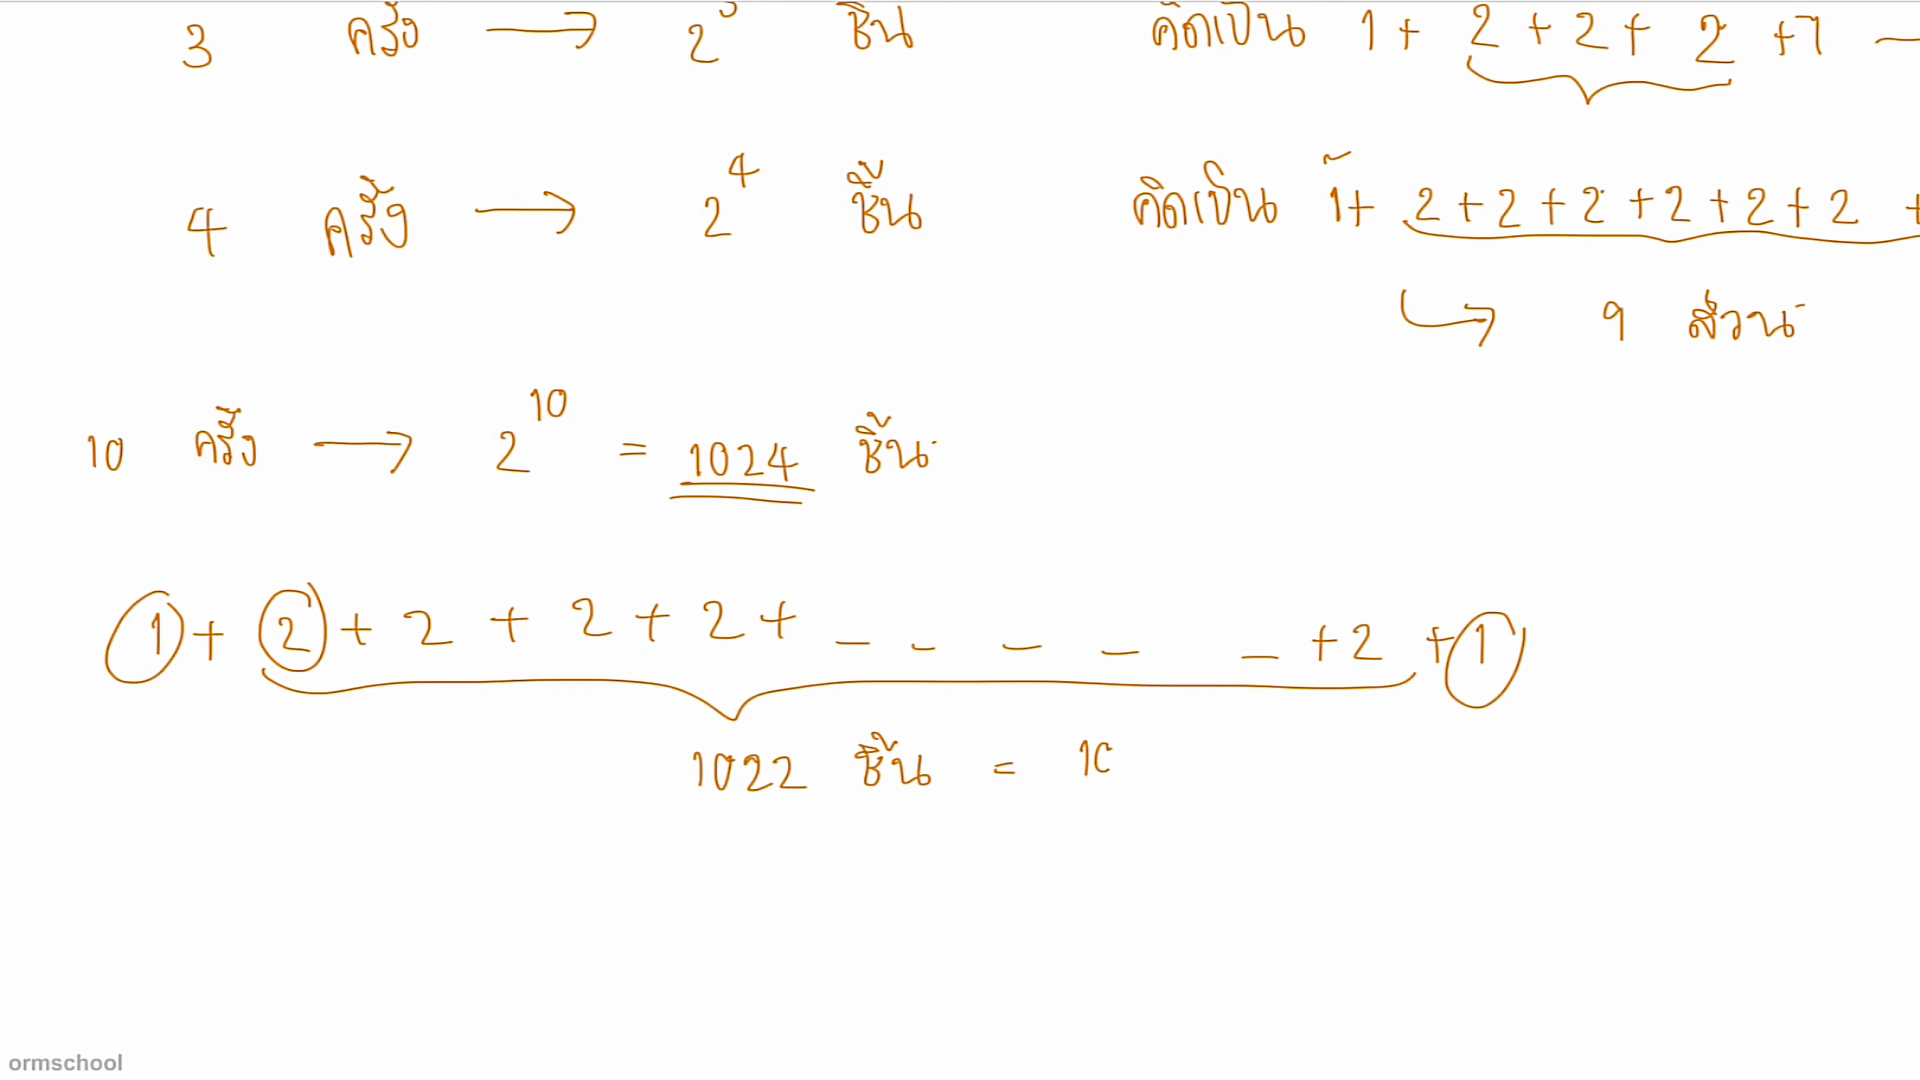 3 ครั้ง → 2³ ชิ้น คิดเป็น 1 + 2 + 2 + 2 + 1 —
4 ครั้ง → 2⁴ ชิ้น คิดเป็น 1 + 2 + 2 + 2 + 2 + 2 + 2 +
↳ 9 ส่วน
10 ครั้ง → 2¹⁰ = 1024 ชิ้น
1 + 2 + 2 + 2 + 2 + _ _ _ _ _ + 2 + 1
1022 ชิ้น = 10
ormschool